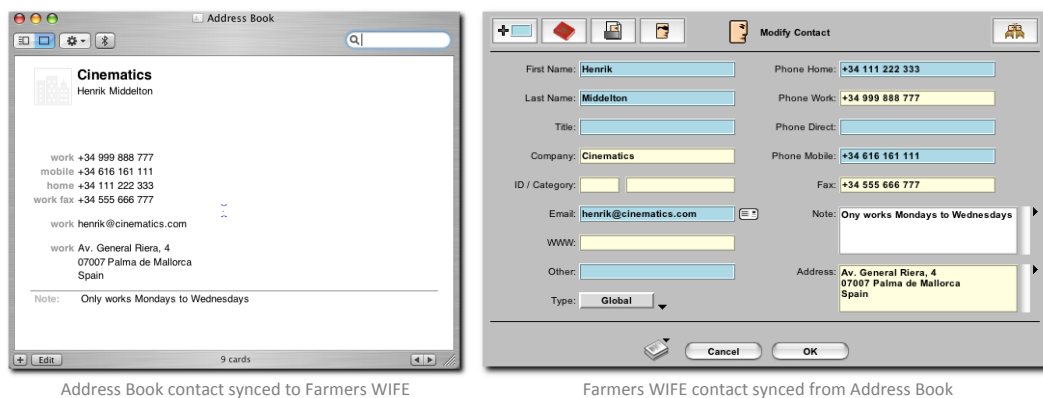 Address Book
Cinematics
Henrik Middelton
work +34 999 888 777
mobile +34 616 161 111
home +34 111 222 333
work fax +34 555 666 777
work henrik@cinematics.com
work Av. General Riera, 4
07007 Palma de Mallorca
Spain
Note: Only works Mondays to Wednesdays
Edit
9 cards
Address Book contact synced to Farmers WIFE
Modify Contact
First Name: Henrik
Phone Home: +34 111 222 333
Last Name: Middelton
Phone Work: +34 999 888 777
Title:
Phone Direct:
Company: Cinematics
Phone Mobile: +34 616 161 111
ID / Category:
Fax: +34 555 666 777
Email: henrik@cinematics.com
Note: Ony works Mondays to Wednesdays
WWW:
Other:
Address: Av. General Riera, 4
07007 Palma de Mallorca
Spain
Type: Global
Cancel
OK
Farmers WIFE contact synced from Address Book